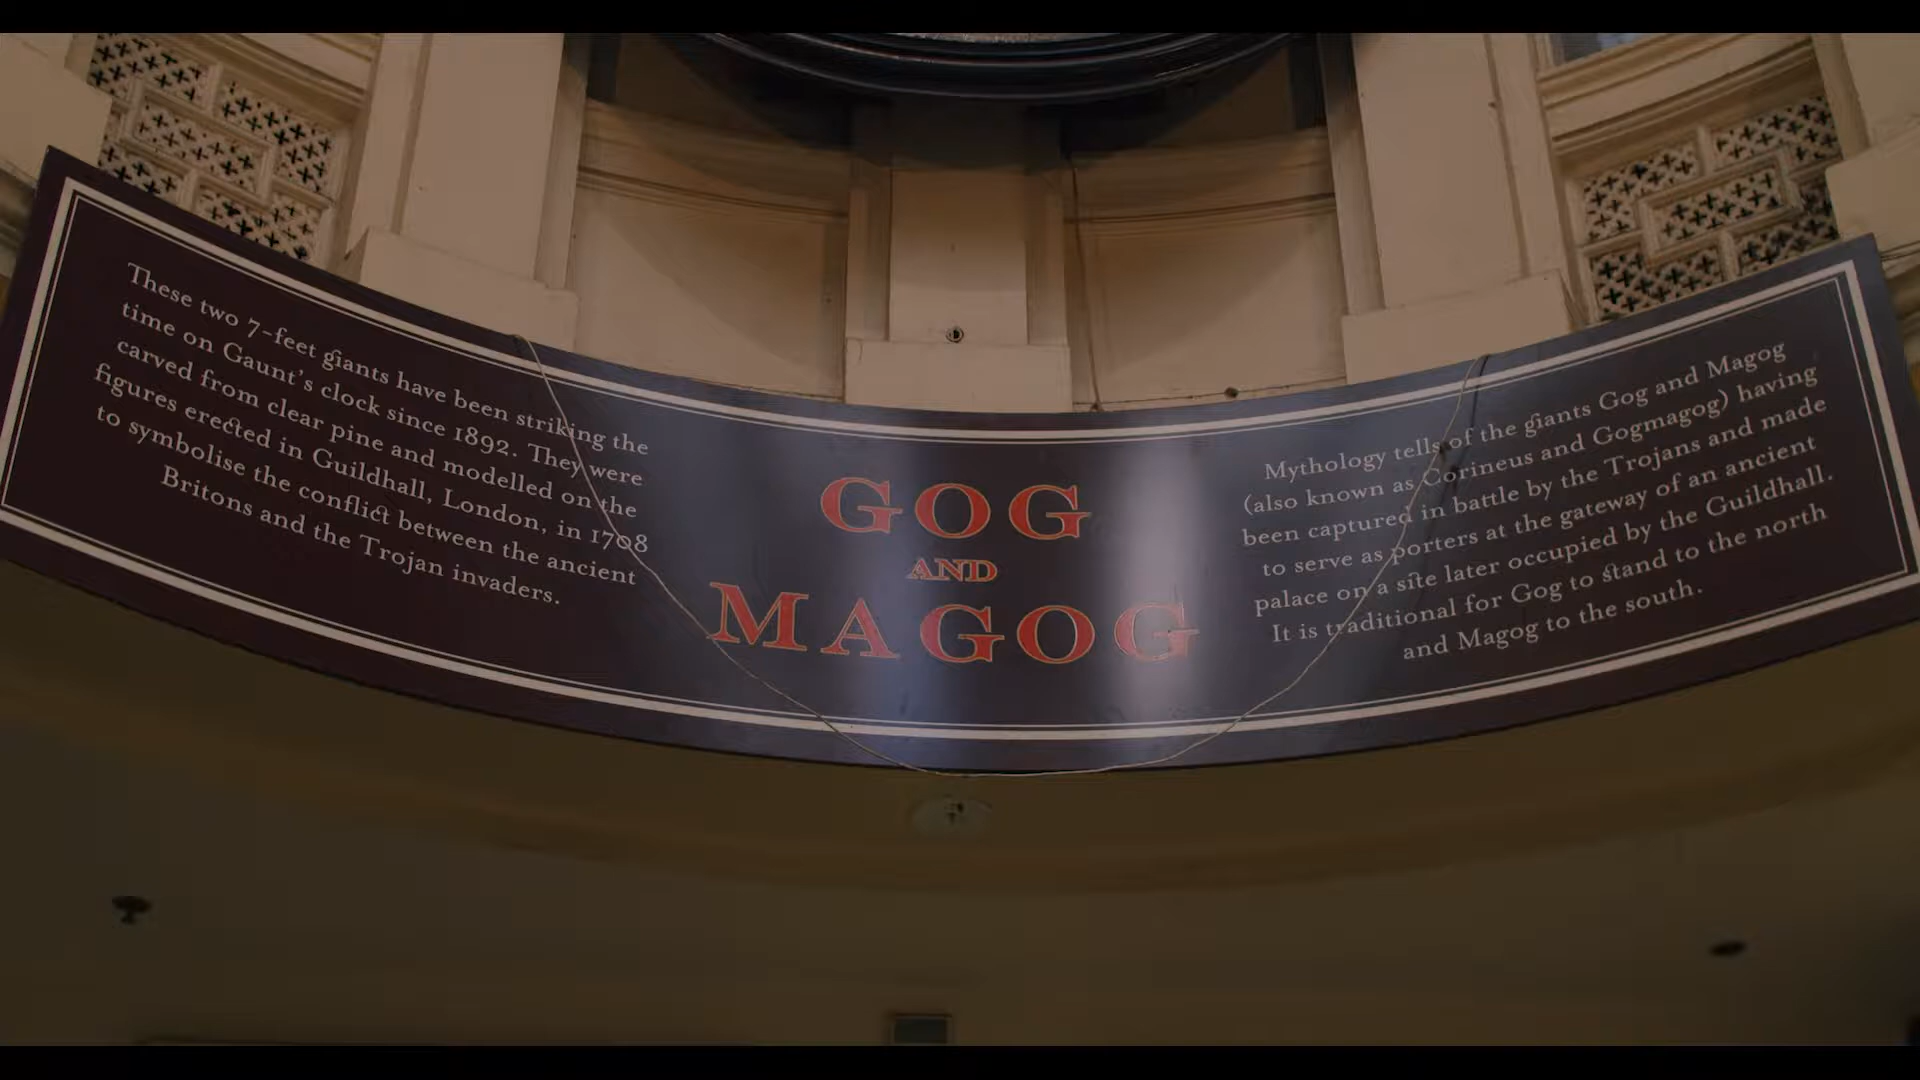 These two 7-feet giants have been striking the
time on Gaunt's clock since 1892. They were
carved from clear pine and modelled on the
figures erected in Guildhall, London, in 1708
to symbolise the conflict between the ancient
Britons and the Trojan invaders.
GOG
AND
MAGOG
Mythology tells of the giants Gog and Magog
(also known as Corineus and Gogmagog) having
been captured in battle by the Trojans and made
to serve as porters at the gateway of an ancient
palace on a site later occupied by the Guildhall.
It is traditional for Gog to stand to the north
and Magog to the south.